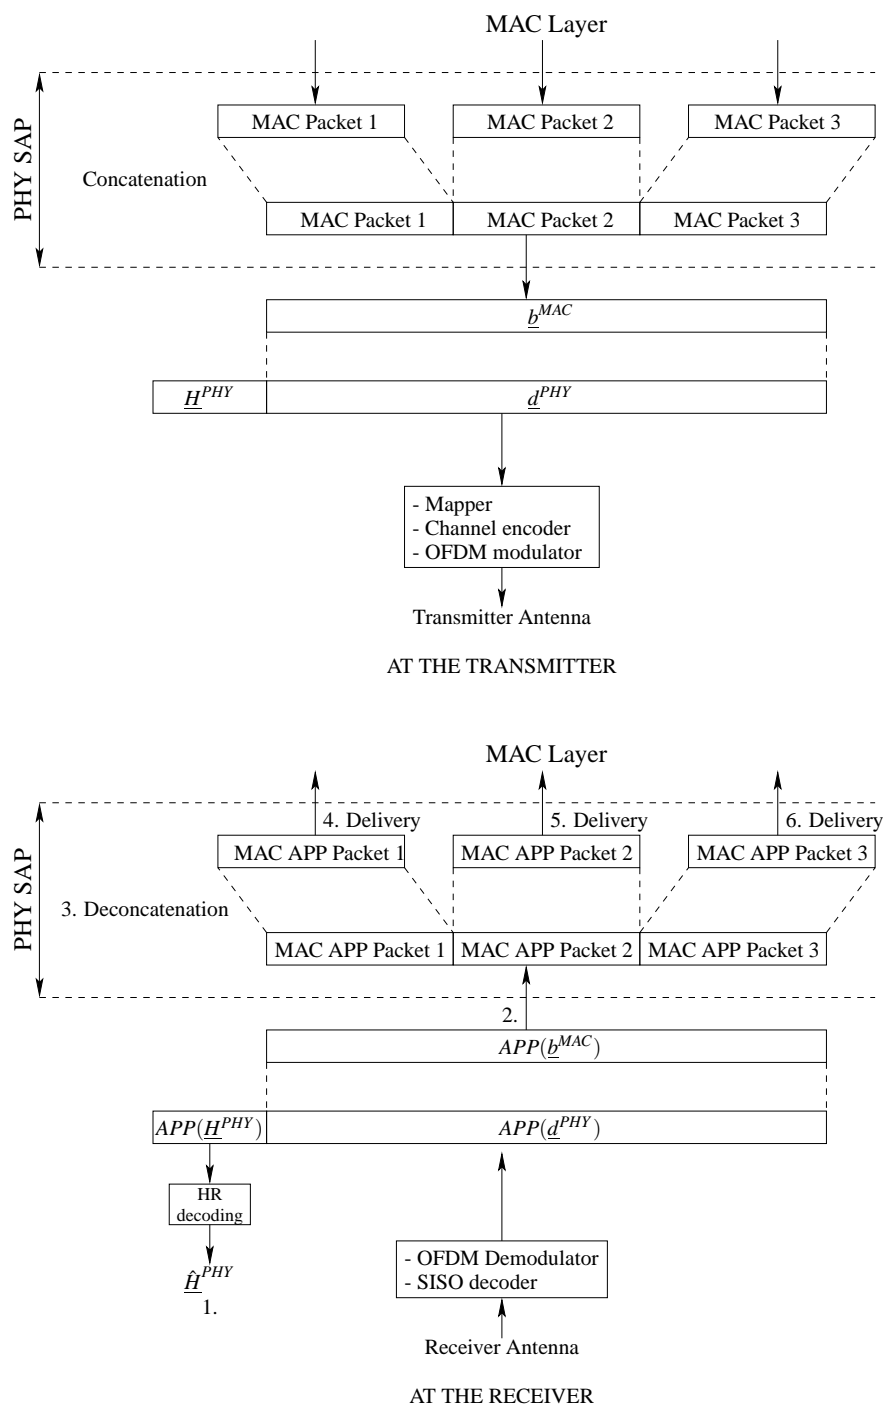 MAC Layer
PHY SAP
MAC Packet 1 MAC Packet 2 MAC Packet 3
Concatenation
MAC Packet 1 MAC Packet 2 MAC Packet 3
b^MAC
H^PHY d^PHY
- Mapper
- Channel encoder
- OFDM modulator
Transmitter Antenna
AT THE TRANSMITTER
MAC Layer
PHY SAP
4. Delivery 5. Delivery 6. Delivery
MAC APP Packet 1 MAC APP Packet 2 MAC APP Packet 3
3. Deconcatenation
MAC APP Packet 1 MAC APP Packet 2 MAC APP Packet 3
2.
APP(b^MAC)
APP(H^PHY) APP(d^PHY)
HR
decoding
Ĥ^PHY
1.
- OFDM Demodulator
- SISO decoder
Receiver Antenna
AT THE RECEIVER